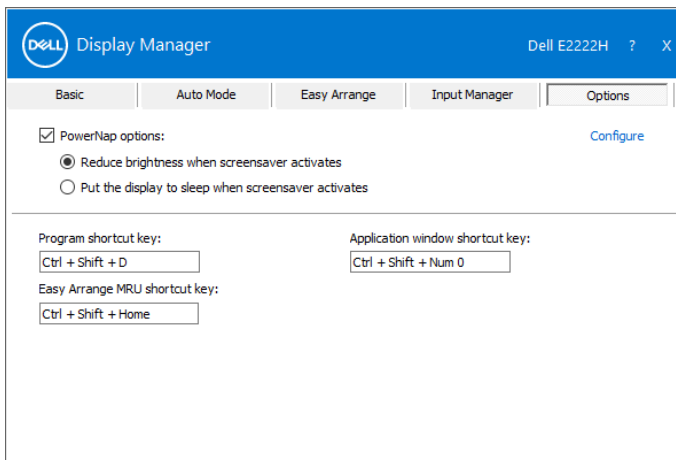 DELL Display Manager Dell E2222H ? X
Basic Auto Mode Easy Arrange Input Manager Options
PowerNap options: Configure
Reduce brightness when screensaver activates
Put the display to sleep when screensaver activates
Program shortcut key: Application window shortcut key:
Ctrl + Shift + D Ctrl + Shift + Num 0
Easy Arrange MRU shortcut key:
Ctrl + Shift + Home